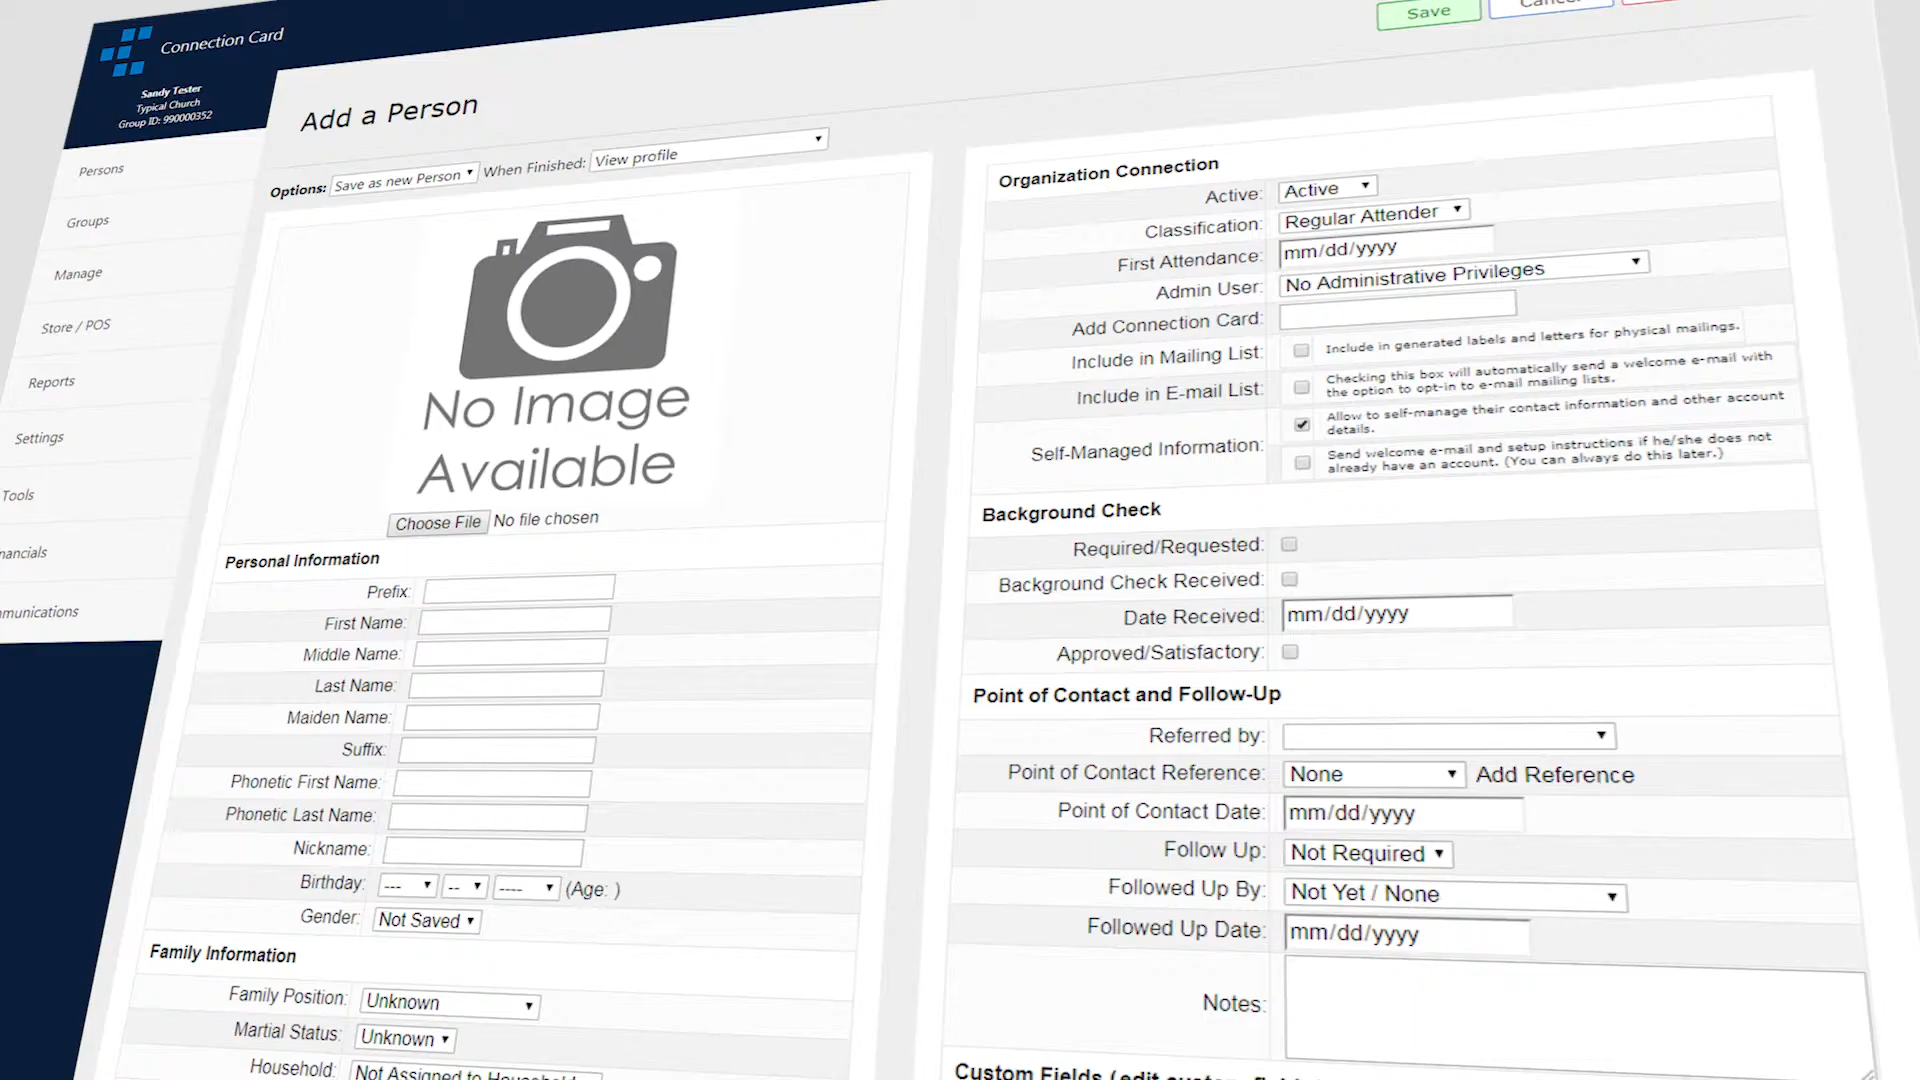 Connection Card
Sandy Tester
Typical Church
Group ID: 990000352
Persons
Groups
Manage
Store / POS
Reports
Settings
Tools
Save
Add a Person
Options: Save as new Person When Finished: View profile
No Image
Available
Choose File No file chosen
Personal Information
Prefix:
First Name:
Middle Name:
Last Name:
Maiden Name:
Suffix:
Phonetic First Name:
Phonetic Last Name:
Nickname:
Birthday: --- -- ---- (Age: )
Gender: Not Saved
Family Information
Family Position: Unknown
Martial Status: Unknown
Household: Not Assigned to Household
Organization Connection
Active: Active
Classification: Regular Attender
First Attendance: mm/dd/yyyy
Admin User: No Administrative Privileges
Add Connection Card:
Include in Mailing List: Include in generated labels and letters for physical mailings.
Include in E-mail List: Checking this box will automatically send a welcome e-mail with
the option to opt-in to e-mail mailing lists.
Self-Managed Information: Allow to self-manage their contact information and other account
details.
Send welcome e-mail and setup instructions if he/she does not
already have an account. (You can always do this later.)
Background Check
Required/Requested:
Background Check Received:
Date Received: mm/dd/yyyy
Approved/Satisfactory:
Point of Contact and Follow-Up
Referred by:
Point of Contact Reference: None Add Reference
Point of Contact Date: mm/dd/yyyy
Follow Up: Not Required
Followed Up By: Not Yet / None
Followed Up Date: mm/dd/yyyy
Notes:
Custom Fields (edit custom